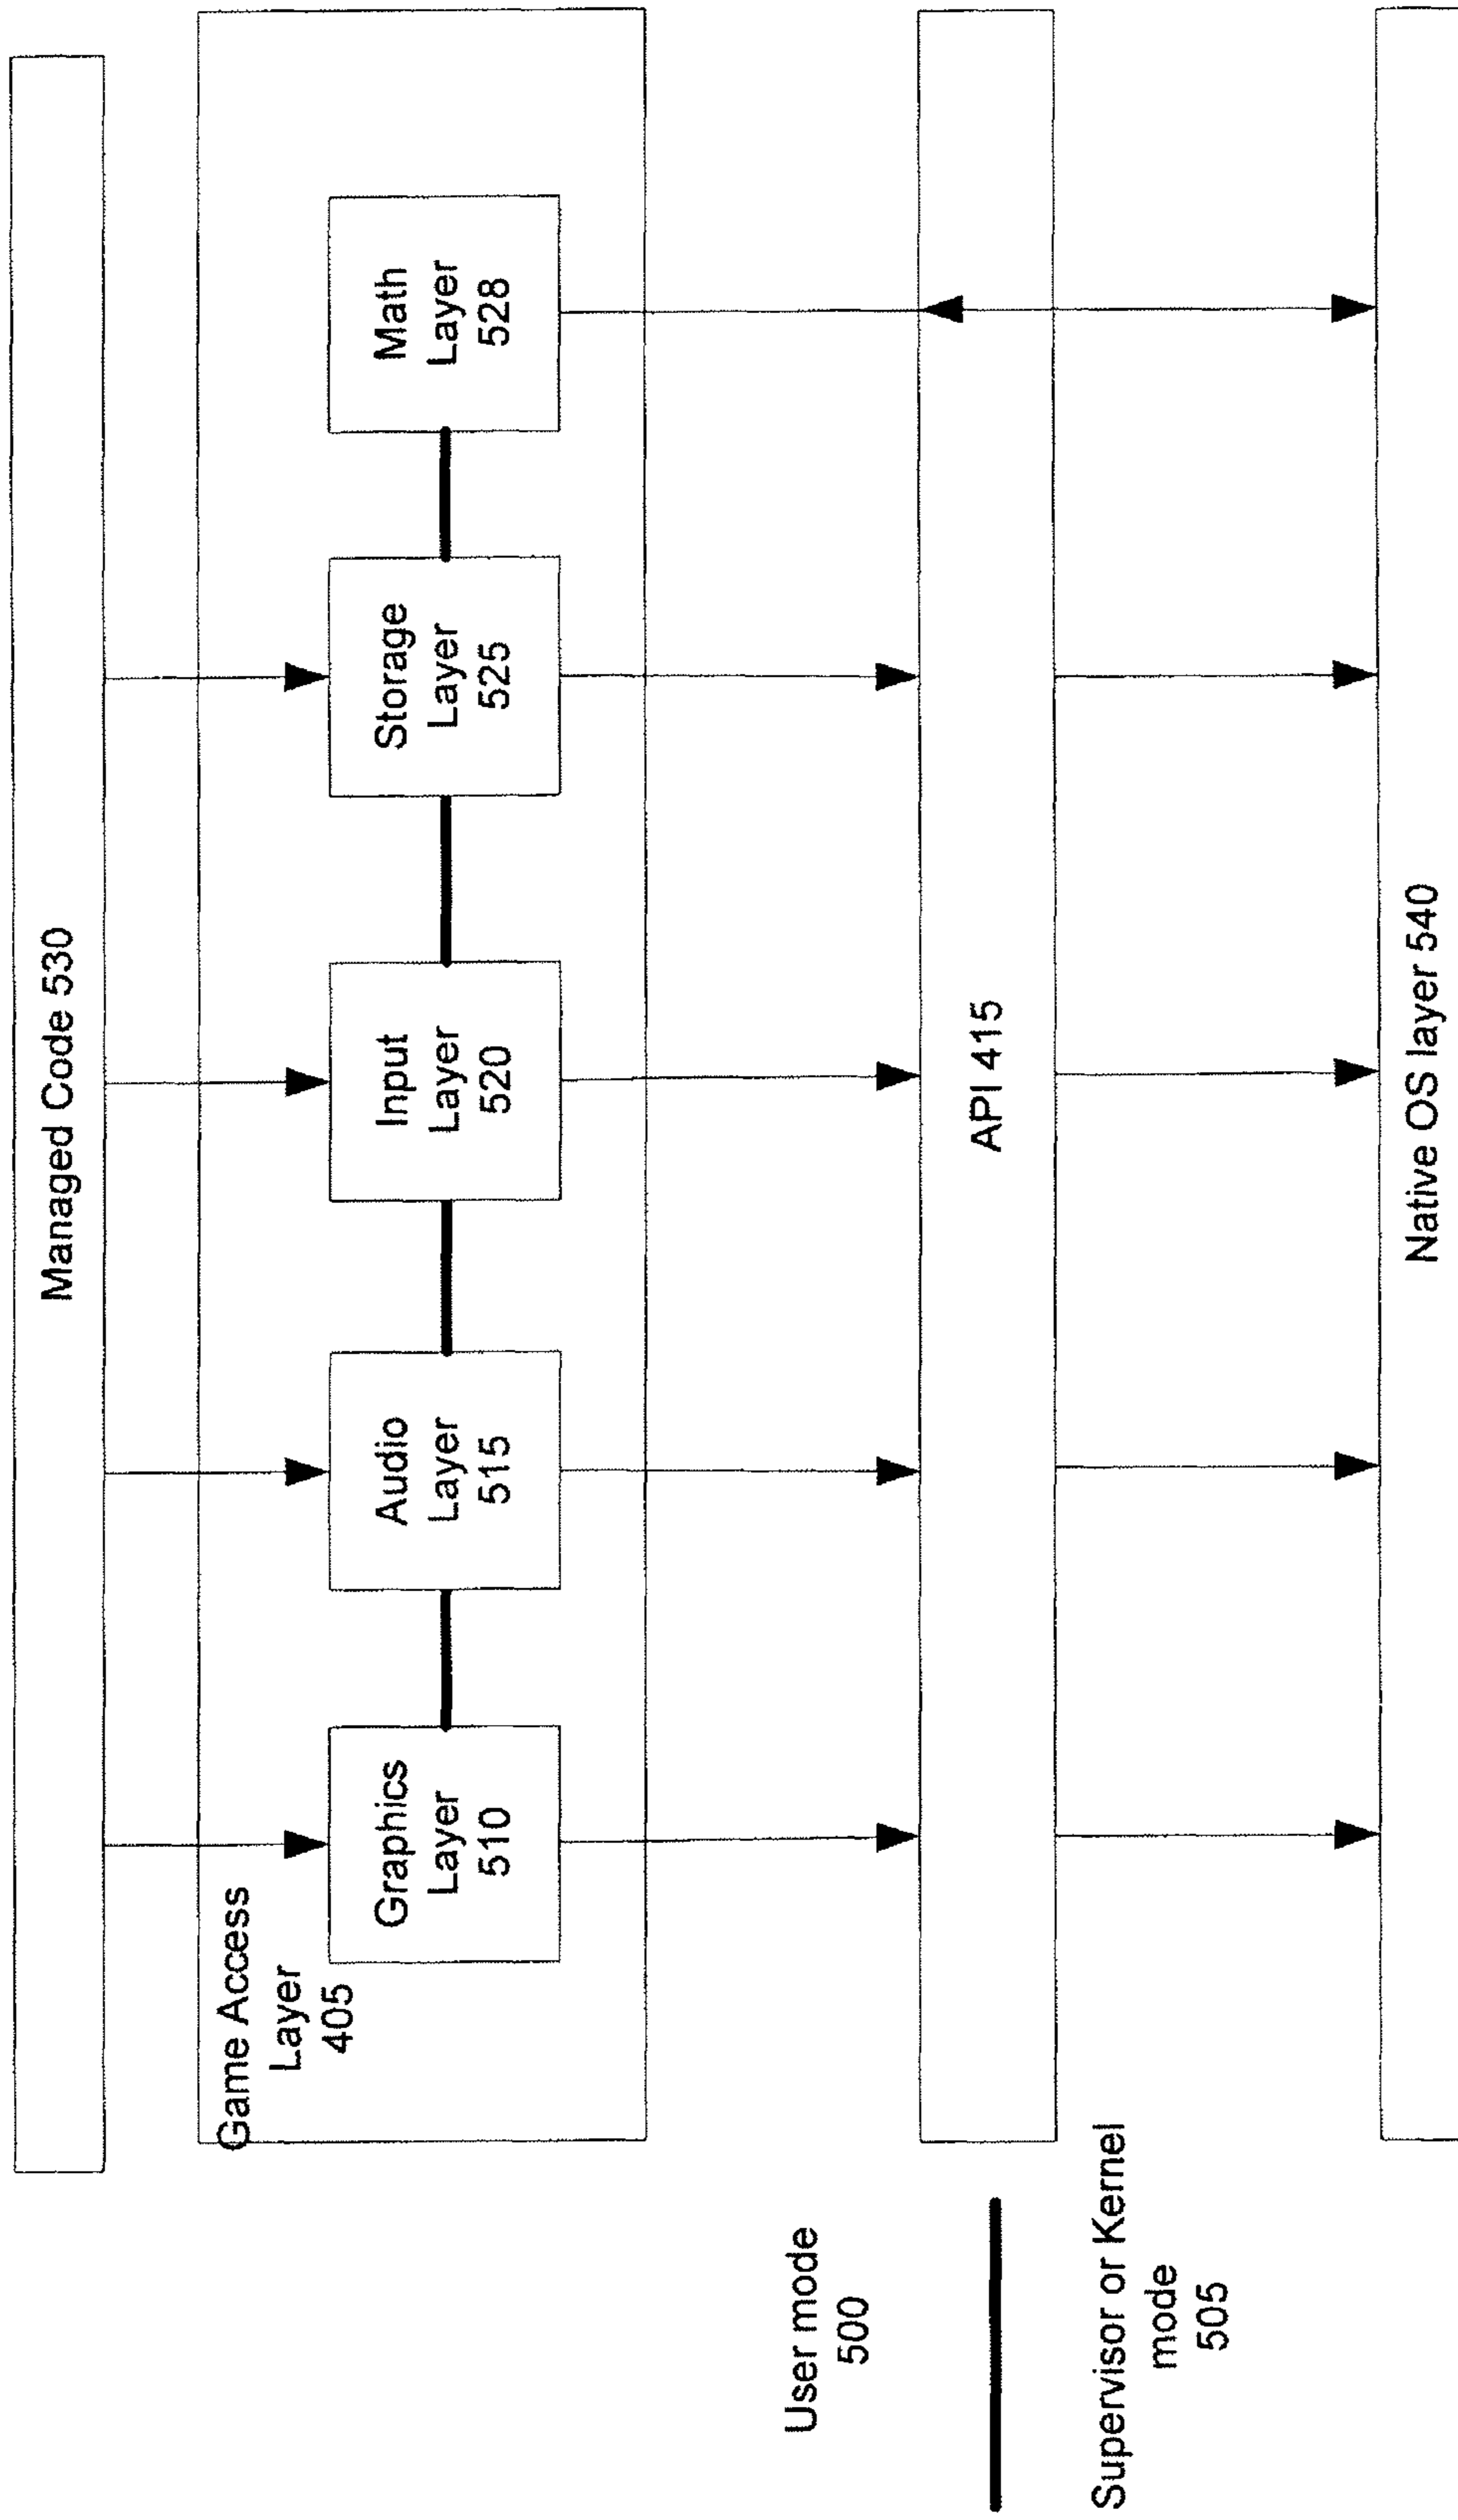 Managed Code 530
Game Access
Layer
405
Graphics
Layer
510
Audio
Layer
515
Input
Layer
520
Storage
Layer
525
Math
Layer
528
User mode
500
API 415
Supervisor or Kernel
mode
505
Native OS layer 540